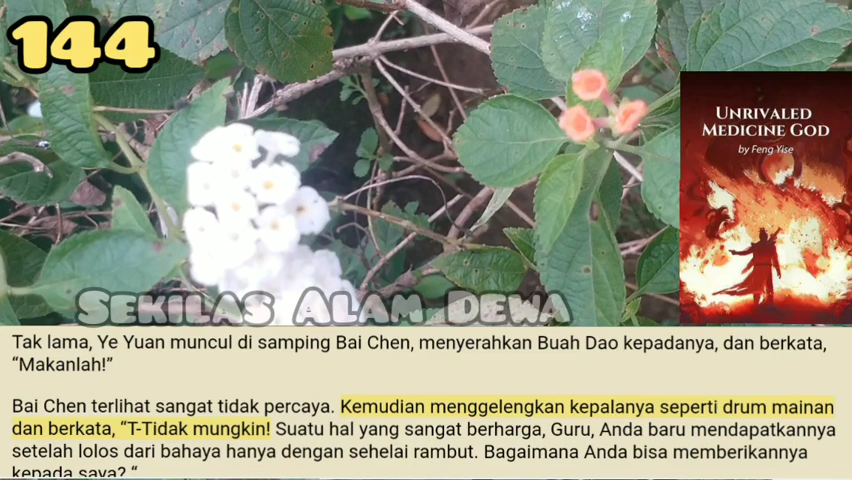 144
UNRIVALED
MEDICINE GOD
by Feng Yise
SEKILAS ALAM DEWA
Tak lama, Ye Yuan muncul di samping Bai Chen, menyerahkan Buah Dao kepadanya, dan berkata,
“Makanlah!”
Bai Chen terlihat sangat tidak percaya. Kemudian menggelengkan kepalanya seperti drum mainan
dan berkata, “T-Tidak mungkin! Suatu hal yang sangat berharga, Guru, Anda baru mendapatkannya
setelah lolos dari bahaya hanya dengan sehelai rambut. Bagaimana Anda bisa memberikannya
kepada saya? “